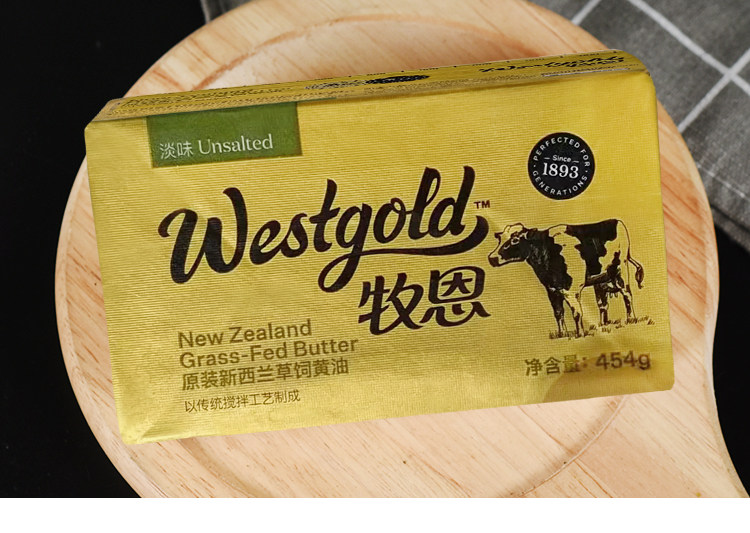 淡味 Unsalted
PERFECTED FOR
Since
1893
GENERATIONS
Westgold™
牧恩
New Zealand
Grass-Fed Butter
原装新西兰草饲黄油
以传统搅拌工艺制成
净含量: 454g